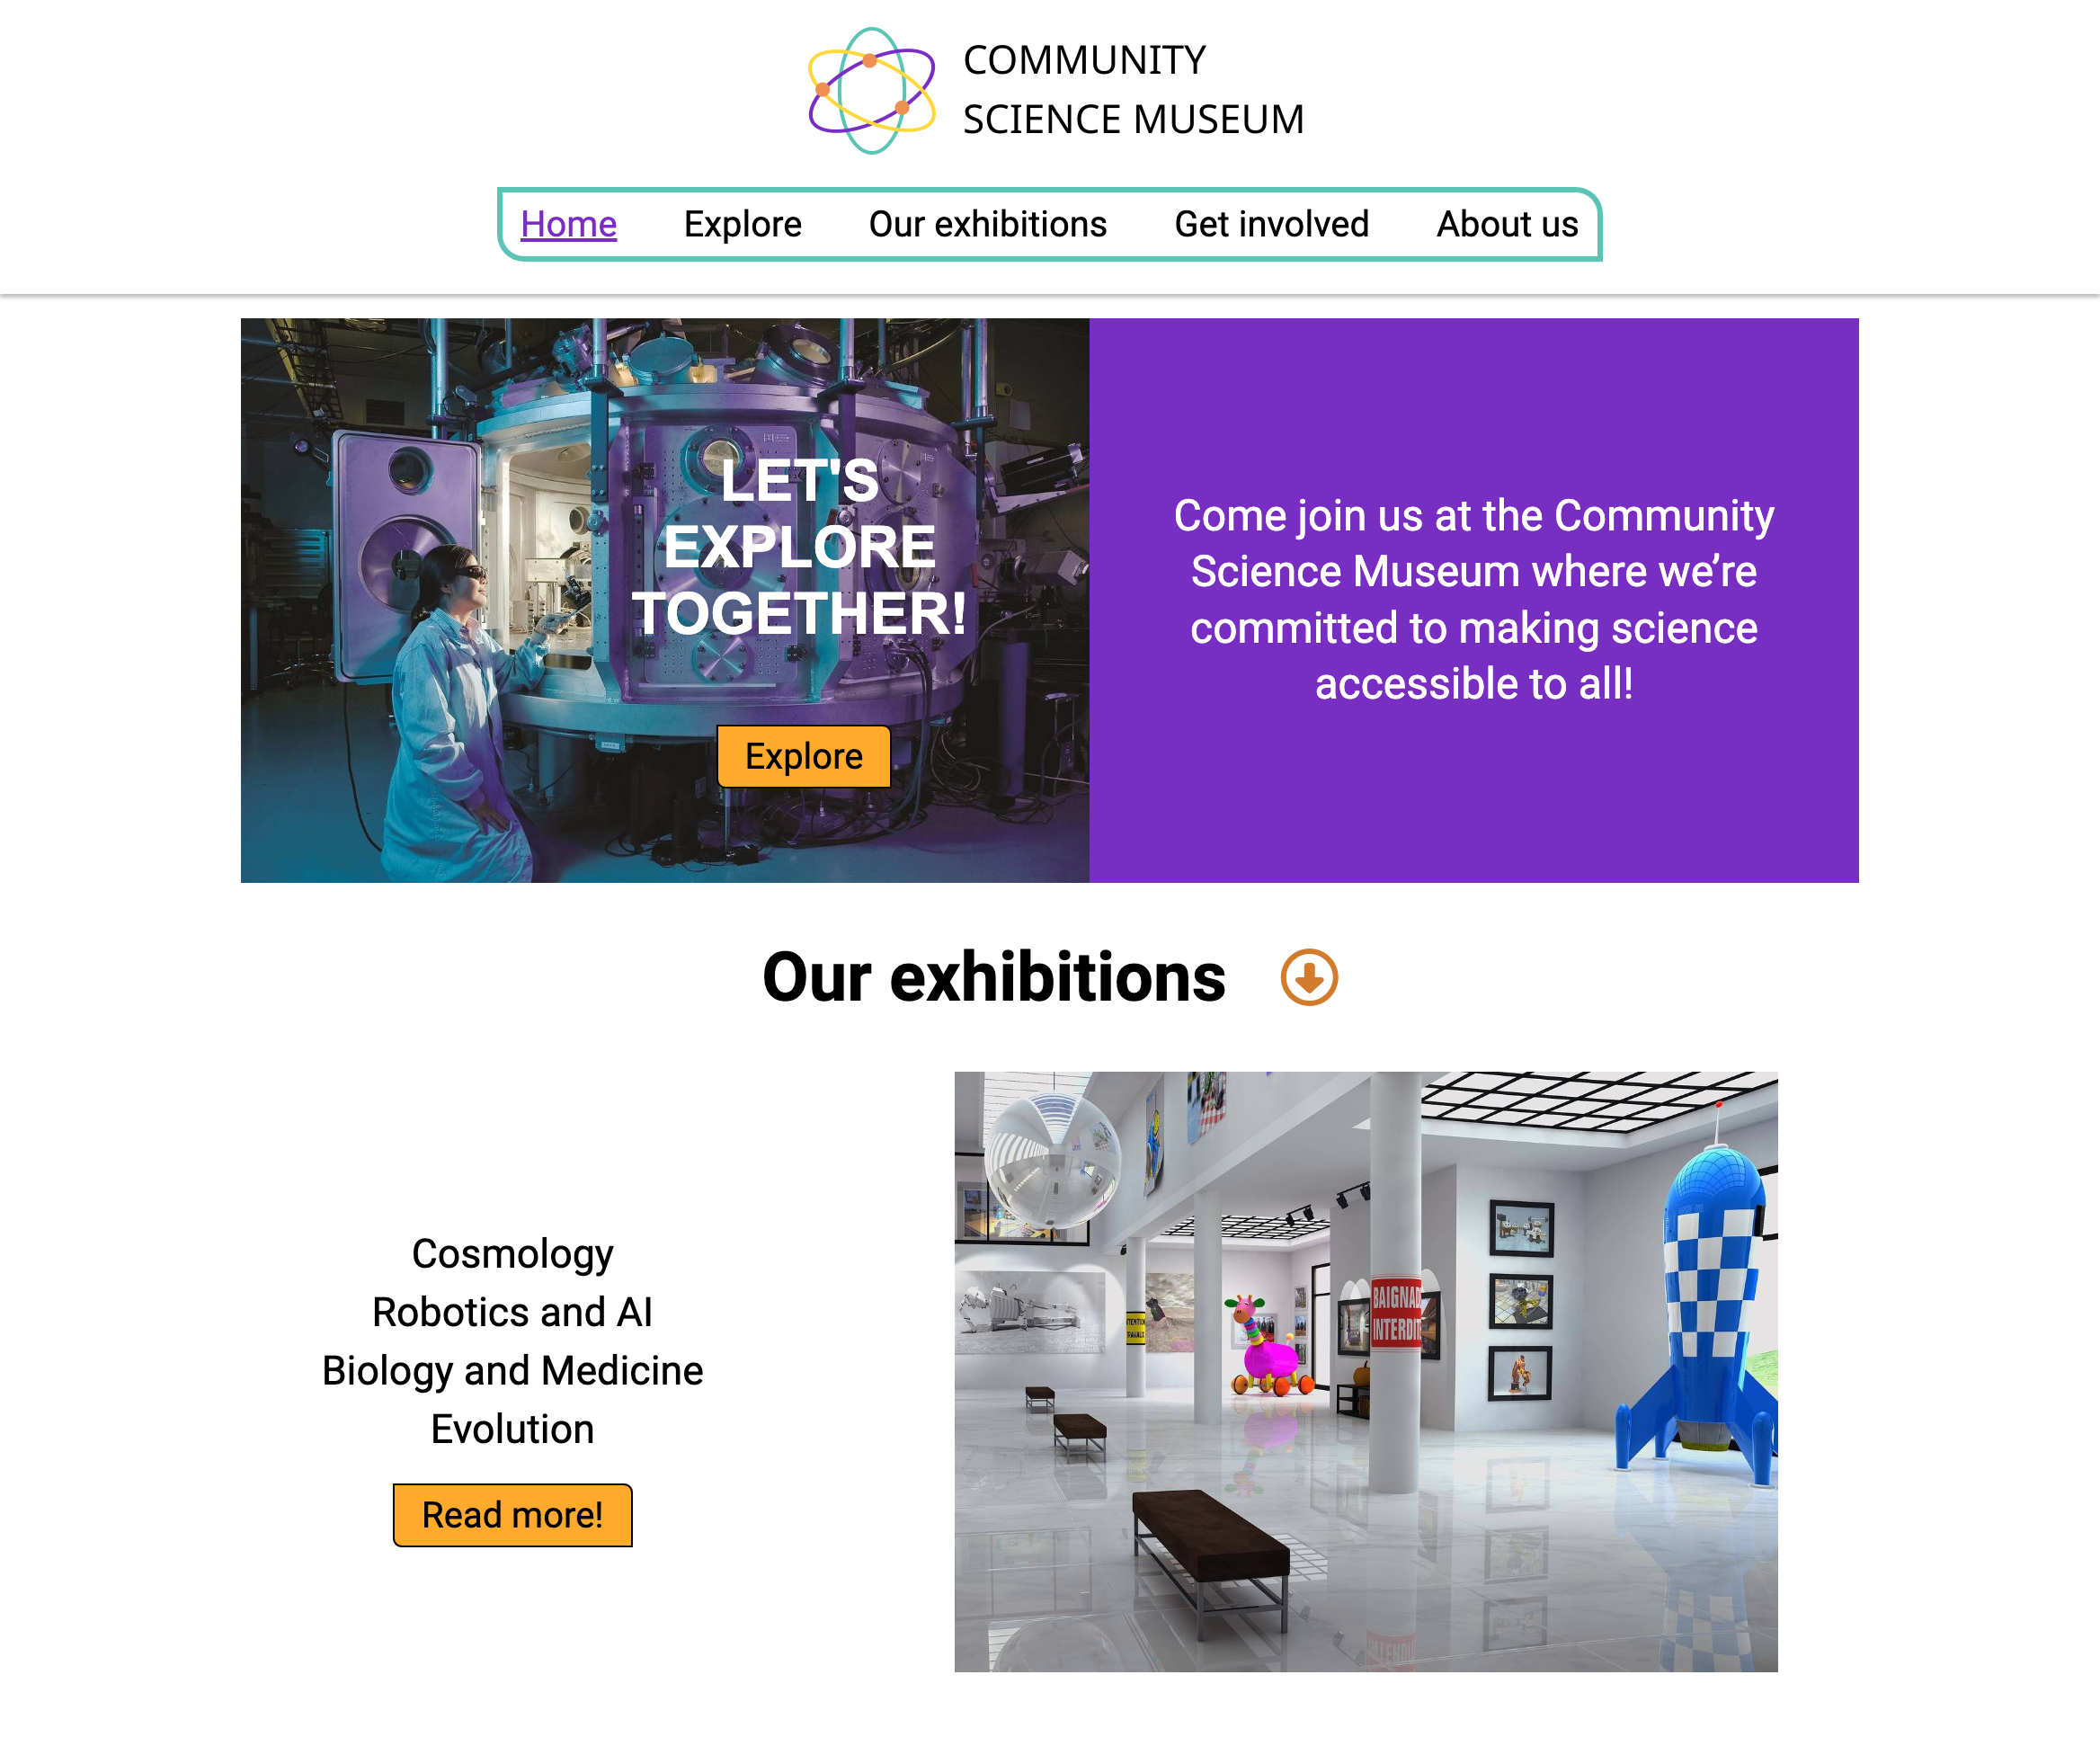 COMMUNITY
SCIENCE MUSEUM
Home Explore Our exhibitions Get involved About us
LET'S
EXPLORE
TOGETHER!
Explore
Come join us at the Community
Science Museum where we’re
committed to making science
accessible to all!
Our exhibitions
Cosmology
Robotics and AI
Biology and Medicine
Evolution
Read more!
INTERDIT